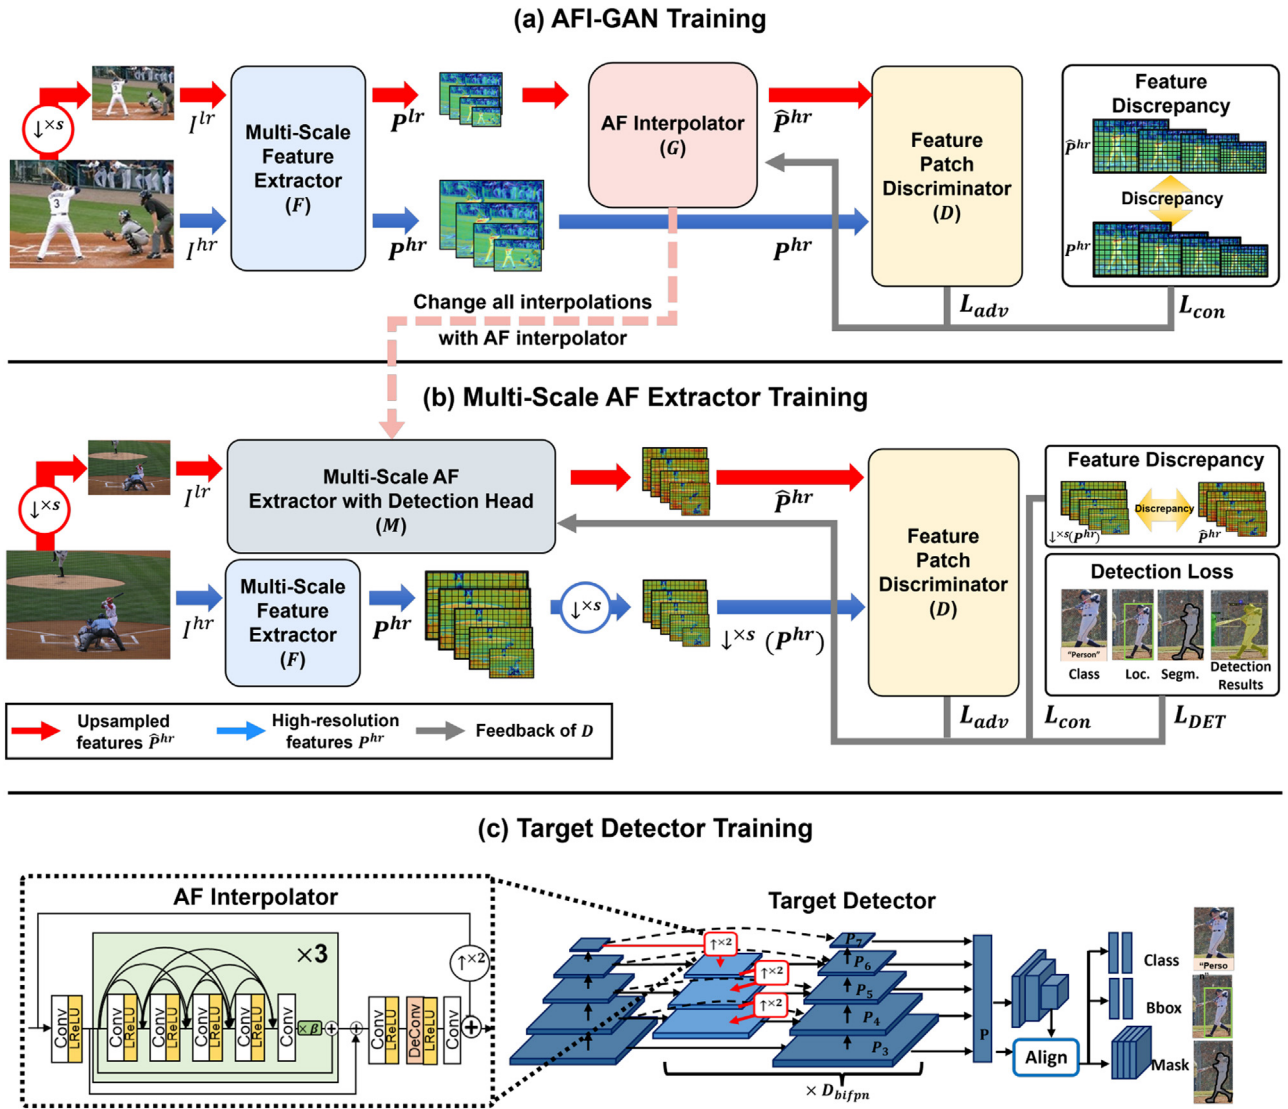 (a) AFI-GAN Training
↓×s
I^lr
Multi-Scale
Feature
Extractor
(F)
P^lr
AF Interpolator
(G)
P̂^hr
Feature
Patch
Discriminator
(D)
Feature
Discrepancy
P̂^hr
Discrepancy
P^hr
3
I^hr
P^hr
P^hr
L_adv
L_con
Change all interpolations
with AF interpolator
(b) Multi-Scale AF Extractor Training
↓×s
I^lr
Multi-Scale AF
Extractor with Detection Head
(M)
P̂^hr
Feature
Patch
Discriminator
(D)
Feature Discrepancy
Discrepancy
↓×s(P^hr)
P̂^hr
I^hr
Multi-Scale
Feature
Extractor
(F)
P^hr
↓×s
↓×s (P^hr)
Detection Loss
"Person"
Class
Loc.
Segm.
Detection
Results
L_adv
L_con
L_DET
Upsampled
features P̂^hr
High-resolution
features P^hr
Feedback of D
(c) Target Detector Training
AF Interpolator
×3
↑×2
Conv
LReLU
Conv
LReLU
Conv
LReLU
Conv
LReLU
Conv
LReLU
Conv
×β
Conv
LReLU
DeConv
LReLU
Conv
Target Detector
↑×2
↑×2
↑×2
P_7
P_6
P_5
P_4
P_3
× D_bifpn
P
Align
Class
Bbox
Mask
"Perso
n"